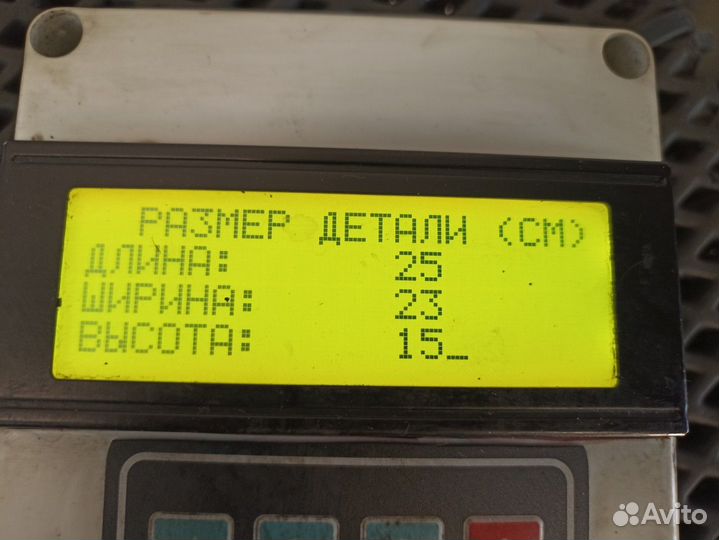 РАЗМЕР ДЕТАЛИ (СМ)
ДЛИНА: 25
ШИРИНА: 23
ВЫСОТА: 15_
Avito